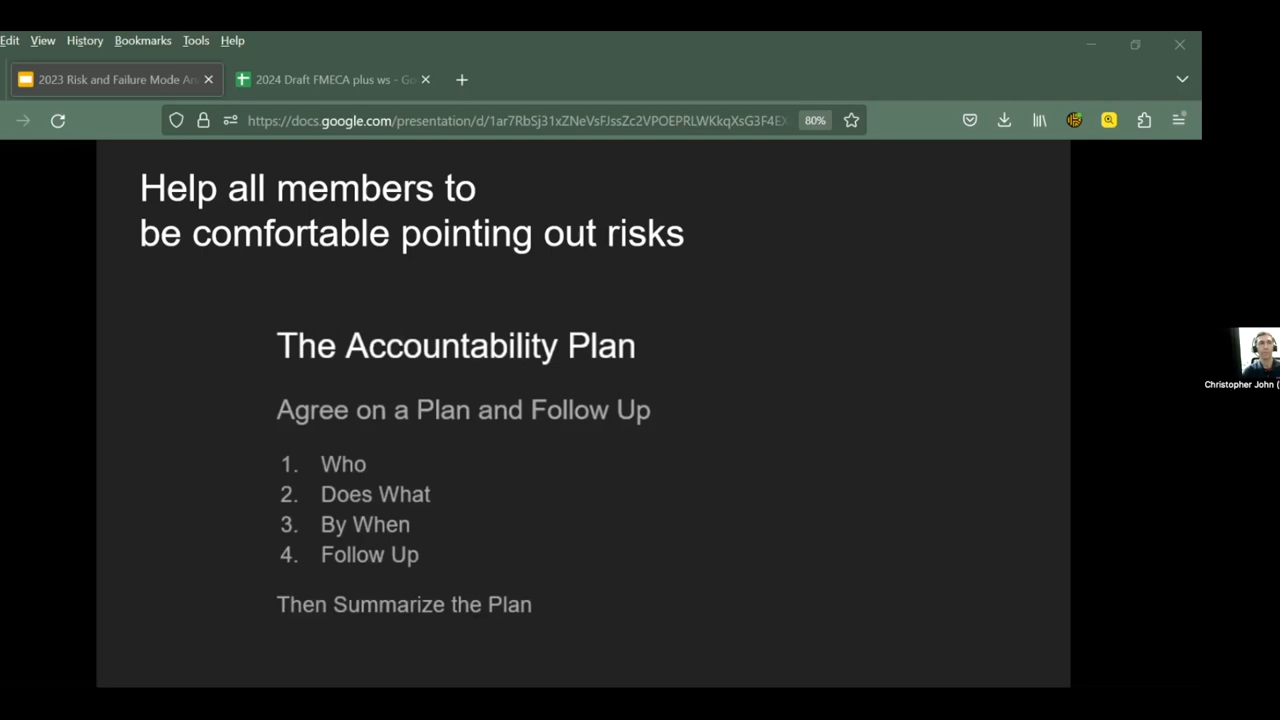 Edit View History Bookmarks Tools Help
2023 Risk and Failure Mode An
2024 Draft FMECA plus ws - Go
https://docs.google.com/presentation/d/1ar7RbSj31xZNeVsFJssZc2VPOEPRLWKkqXsG3F4EX
80%
Help all members to
be comfortable pointing out risks
The Accountability Plan
Agree on a Plan and Follow Up
1. Who
2. Does What
3. By When
4. Follow Up
Then Summarize the Plan
Christopher John (